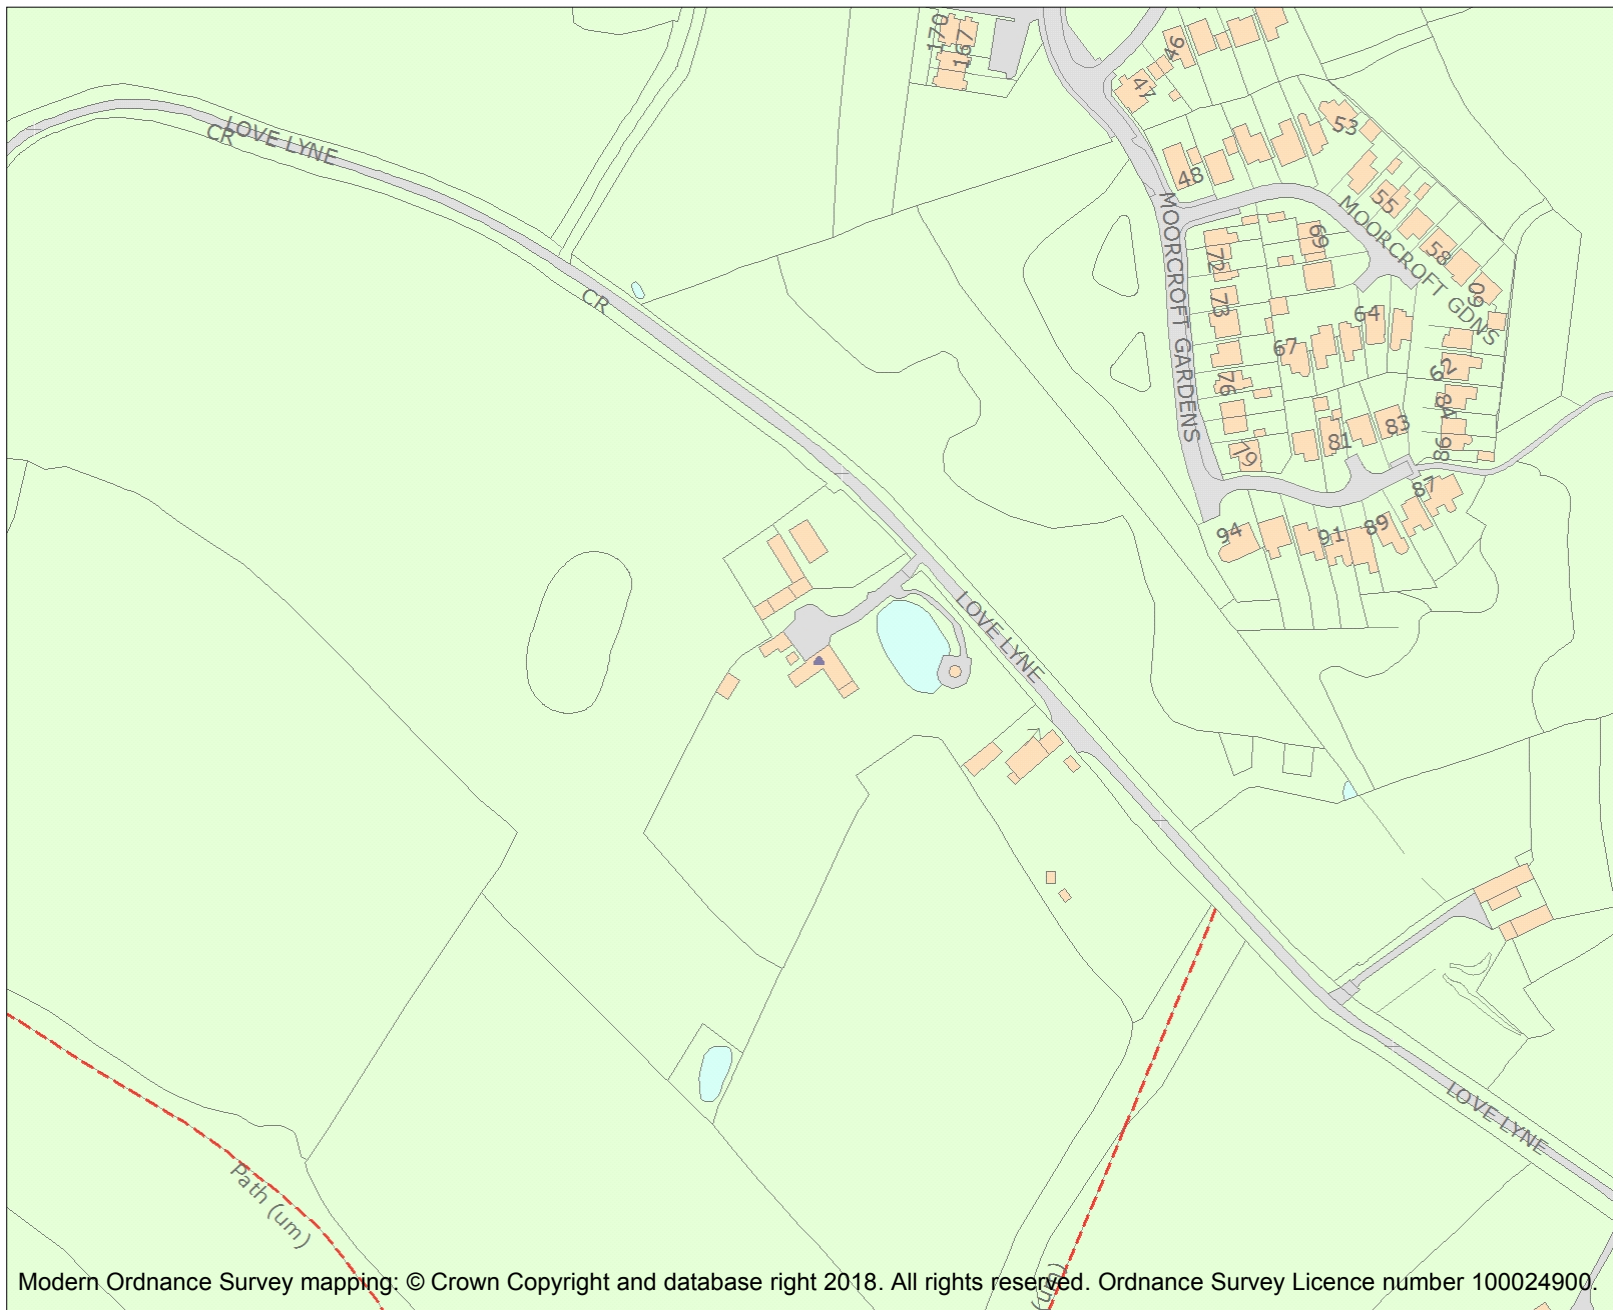 170
167
46
47
53
LOVE LYNE
CR
48
55
MOORCROFT GARDENS
MOORCROFT GDNS
69
72
58
CR
73
60
64
67
62
76
84
83
81
86
79
87
94
91
89
LOVE LYNE
LOVE LYNE
Path (um)
(um)
Modern Ordnance Survey mapping: © Crown Copyright and database right 2018. All rights reserved. Ordnance Survey Licence number 100024900.